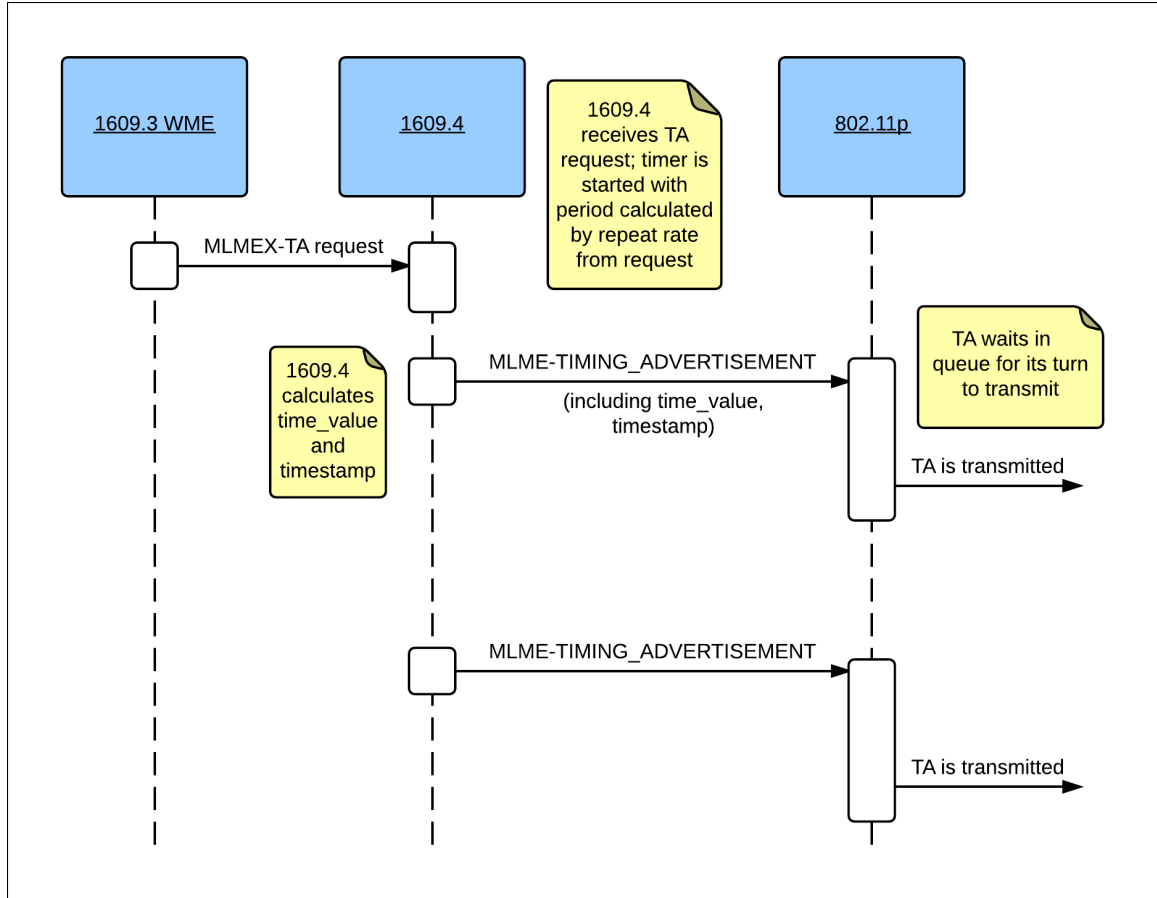 1609.3 WME
1609.4
802.11p
1609.4
receives TA
request; timer is
started with
period calculated
by repeat rate
from request
MLMEX-TA request
TA waits in
queue for its turn
to transmit
1609.4
calculates
time_value
and
timestamp
MLME-TIMING_ADVERTISEMENT
(including time_value,
timestamp)
TA is transmitted
MLME-TIMING_ADVERTISEMENT
TA is transmitted